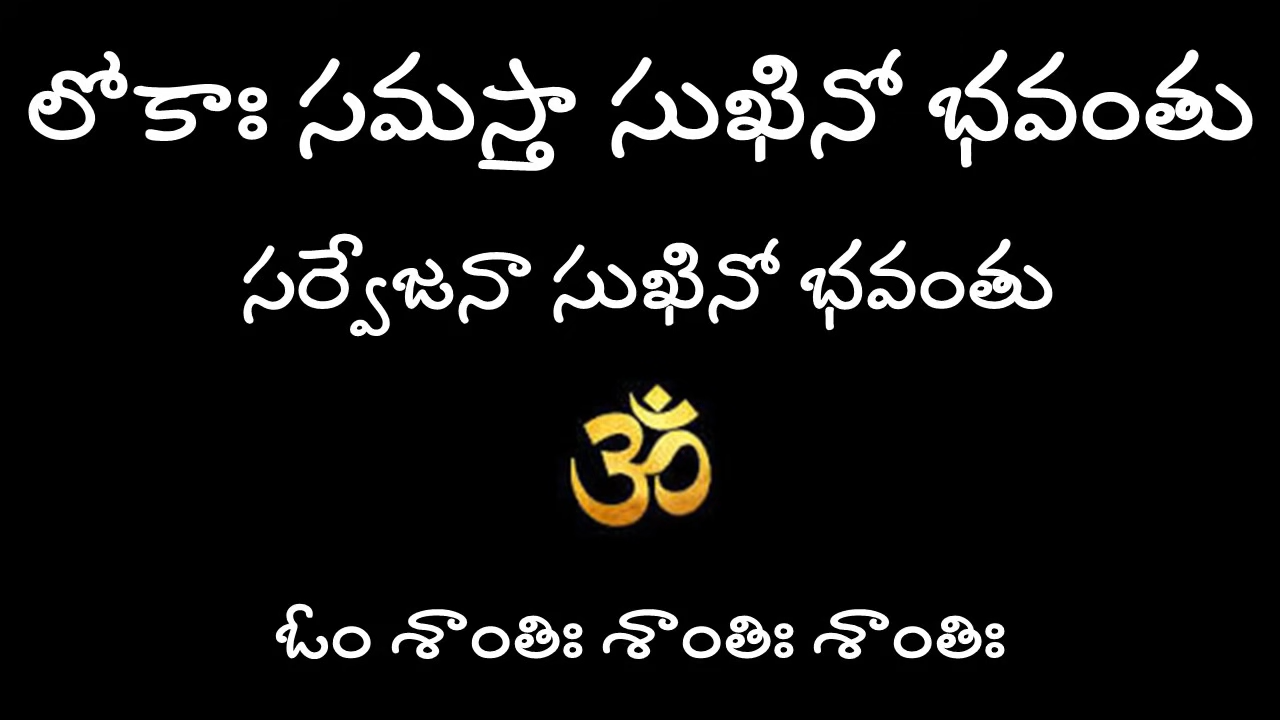 లోకాః సమస్తా సుఖినో భవంతు
సర్వేజనా సుఖినో భవంతు
ॐ
ఓం శాంతిః శాంతిః శాంతిః